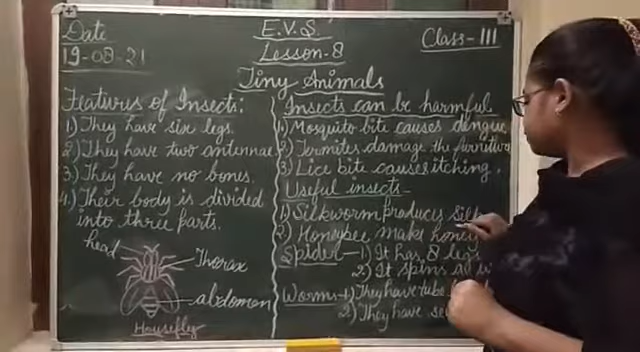 Date
19-08-21
E.V.S.
Lesson-8
Class-III
Tiny Animals
Features of Insects:
1) They have six legs.
2) They have two antennae
3) They have no bones.
4.) Their body is divided
into three parts.
head
Thorax
abdomen
Housefley
Insects can be harmful
1) Mosquito bite causes dengue
2) Termites damage the furniture
3) Lice bite causes itching.
Useful insects-
1) Silkworm produces
2) Honeybee make honey
Spider-1) It has 8 legs
2) It spins
Worms-1) They have tube
2) They have